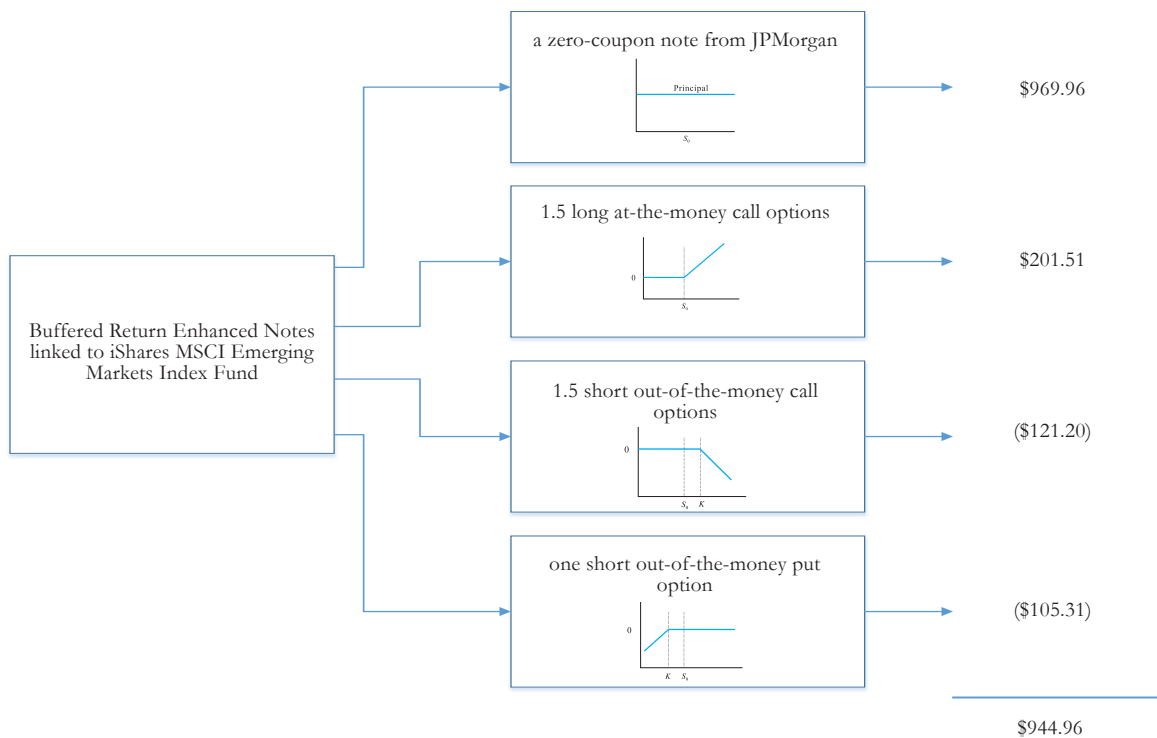 a zero-coupon note from JPMorgan
Principal
S₀
$969.96
1.5 long at-the-money call options
0
S₀
$201.51
Buffered Return Enhanced Notes
linked to iShares MSCI Emerging
Markets Index Fund
1.5 short out-of-the-money call
options
0
S₀ K
($121.20)
one short out-of-the-money put
option
0
K S₀
($105.31)
$944.96